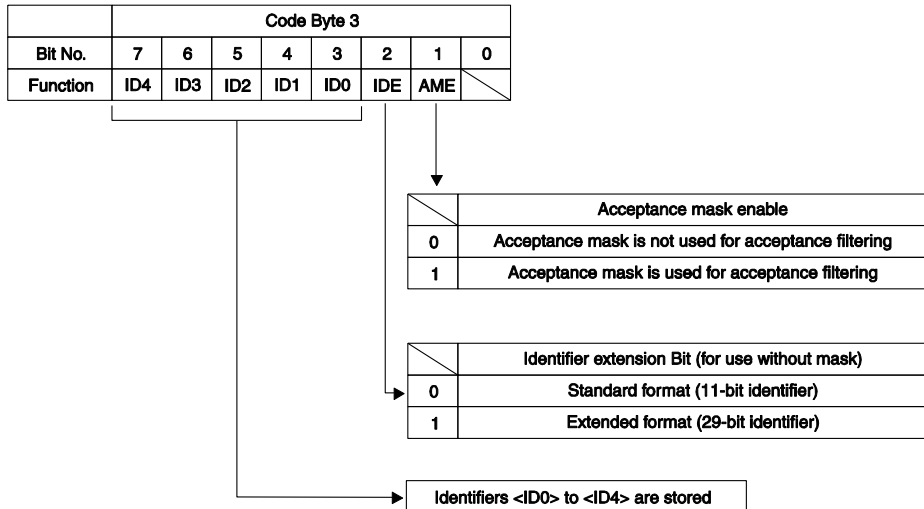 Code Byte 3
Bit No. 7 6 5 4 3 2 1 0
Function ID4 ID3 ID2 ID1 ID0 IDE AME
Acceptance mask enable
0 Acceptance mask is not used for acceptance filtering
1 Acceptance mask is used for acceptance filtering
Identifier extension Bit (for use without mask)
0 Standard format (11-bit identifier)
1 Extended format (29-bit identifier)
Identifiers <ID0> to <ID4> are stored